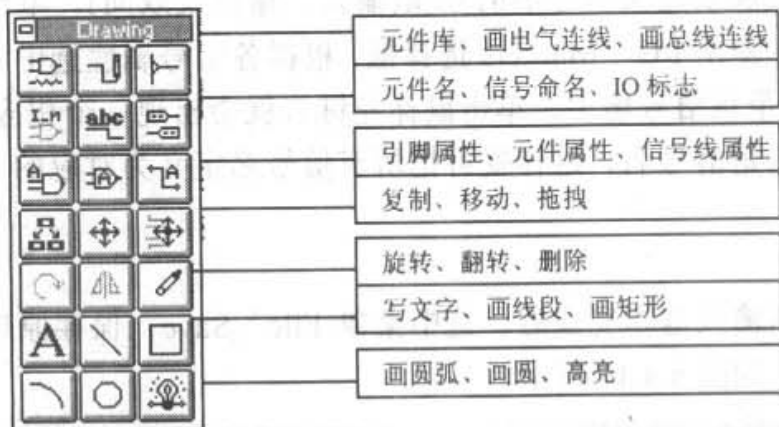 Drawing
元件库、画电气连线、画总线连线
I_n
abc
元件名、信号命名、IO 标志
A
A
A
引脚属性、元件属性、信号线属性
复制、移动、拖拽
旋转、翻转、删除
A
写文字、画线段、画矩形
画圆弧、画圆、高亮